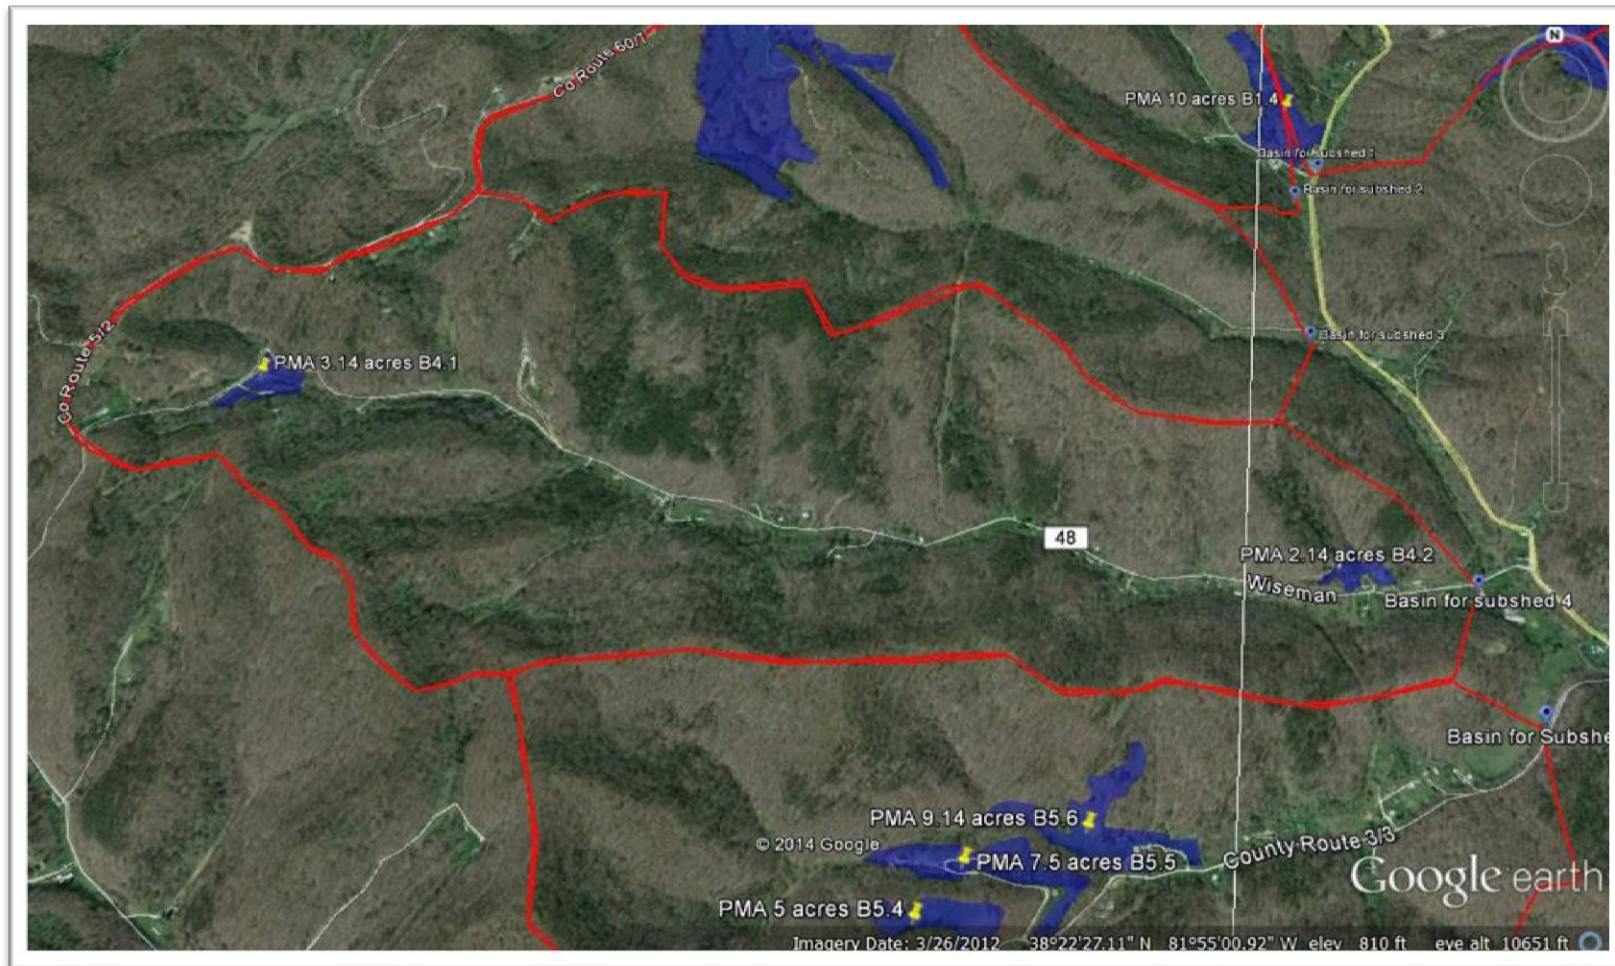 Co Route 60/7
N
PMA 10 acres B1.4
Basin for subshed 1
Basin for subshed 2
Basin for subshed 3
Co Route 5/2
PMA 3.14 acres B4.1
48
PMA 2.14 acres B4.2
Wiseman
Basin for subshed 4
Basin for Subshe
PMA 9.14 acres B5.6
© 2014 Google
PMA 7.5 acres B5.5
County Route 3/3
Google earth
PMA 5 acres B5.4
Imagery Date: 3/26/2012 38°22'27.11" N 81°55'00.92" W elev 810 ft eye alt 10651 ft